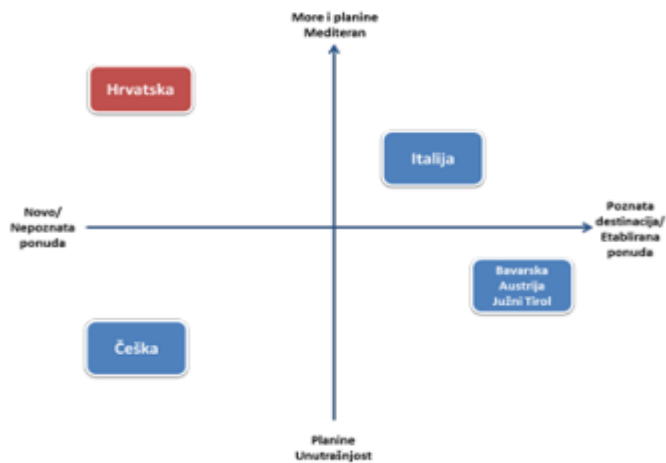 More i planine
Mediteran
Hrvatska
Italija
Novo/
Nepoznata
ponuda
Poznata
destinacija/
Etablirana
ponuda
Bavarska
Austrija
Južni Tirol
Češka
Planine
Unutrašnjost